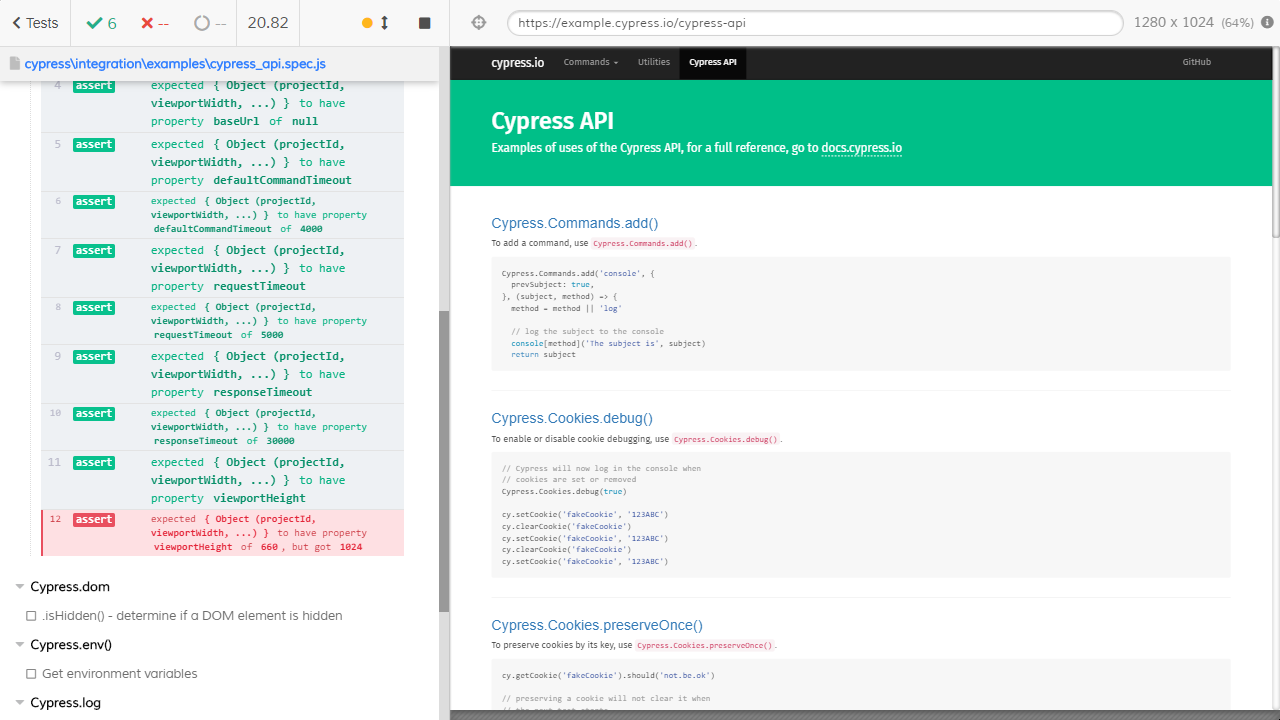 Tests 6 -- -- 20.82
https://example.cypress.io/cypress-api 1280 x 1024 (64%)
cypress\integration\examples\cypress_api.spec.js
4 assert expected { Object (projectId,
viewportWidth, ...) } to have
property baseUrl of null
5 assert expected { Object (projectId,
viewportWidth, ...) } to have
property defaultCommandTimeout
6 assert expected { Object (projectId,
viewportWidth, ...) } to have property
defaultCommandTimeout of 4000
7 assert expected { Object (projectId,
viewportWidth, ...) } to have
property requestTimeout
8 assert expected { Object (projectId,
viewportWidth, ...) } to have property
requestTimeout of 5000
9 assert expected { Object (projectId,
viewportWidth, ...) } to have
property responseTimeout
10 assert expected { Object (projectId,
viewportWidth, ...) } to have property
responseTimeout of 30000
11 assert expected { Object (projectId,
viewportWidth, ...) } to have
property viewportHeight
12 assert expected { Object (projectId,
viewportWidth, ...) } to have property
viewportHeight of 660, but got 1024
Cypress.dom
.isHidden() - determine if a DOM element is hidden
Cypress.env()
Get environment variables
Cypress.log
cypress.io Commands Utilities Cypress API GitHub
Cypress API
Examples of uses of the Cypress API, for a full reference, go to docs.cypress.io
Cypress.Commands.add()
To add a command, use Cypress.Commands.add().
Cypress.Commands.add('console', {
prevSubject: true,
}, (subject, method) => {
method = method || 'log'
// log the subject to the console
console[method]('The subject is', subject)
return subject
Cypress.Cookies.debug()
To enable or disable cookie debugging, use Cypress.Cookies.debug().
// Cypress will now log in the console when
// cookies are set or removed
Cypress.Cookies.debug(true)
cy.setCookie('fakeCookie', '123ABC')
cy.clearCookie('fakeCookie')
cy.setCookie('fakeCookie', '123ABC')
cy.clearCookie('fakeCookie')
cy.setCookie('fakeCookie', '123ABC')
Cypress.Cookies.preserveOnce()
To preserve cookies by its key, use Cypress.Cookies.preserveOnce().
cy.getCookie('fakeCookie').should('not.be.ok')
// preserving a cookie will not clear it when